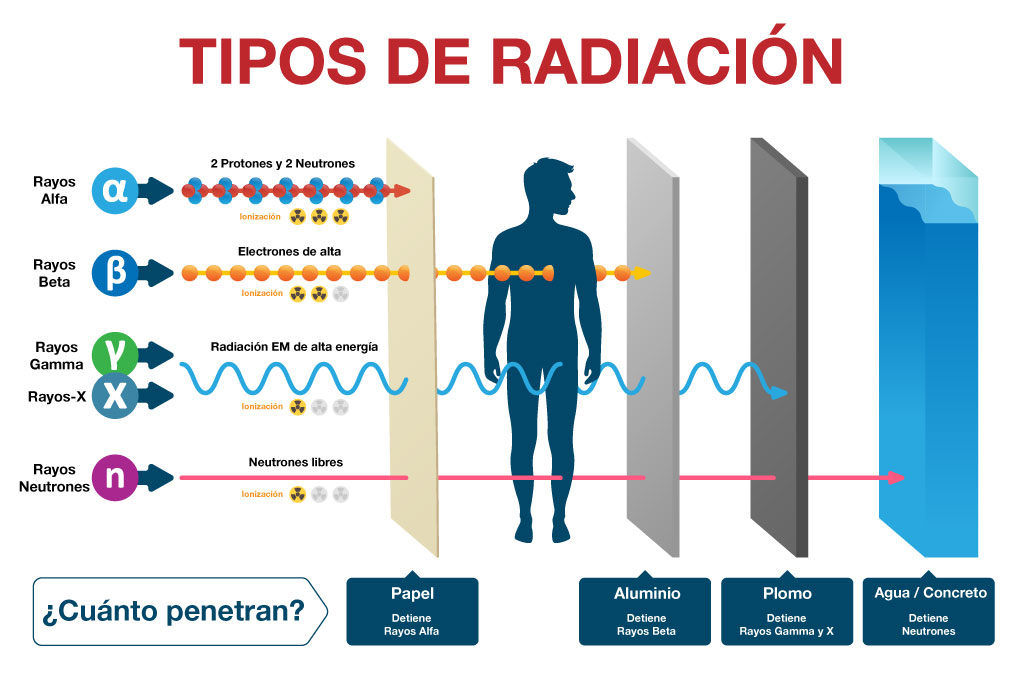 TIPOS DE RADIACIÓN
Rayos
Alfa
α
2 Protones y 2 Neutrones
Ionización
Rayos
Beta
β
Electrones de alta
Ionización
Rayos
Gamma
γ
Radiación EM de alta energía
Rayos-X
X
Ionización
Rayos
Neutrones
n
Neutrones libres
Ionización
¿Cuánto penetran?
Papel
Detiene
Rayos Alfa
Aluminio
Detiene
Rayos Beta
Plomo
Detiene
Rayos Gamma y X
Agua / Concreto
Detiene
Neutrones